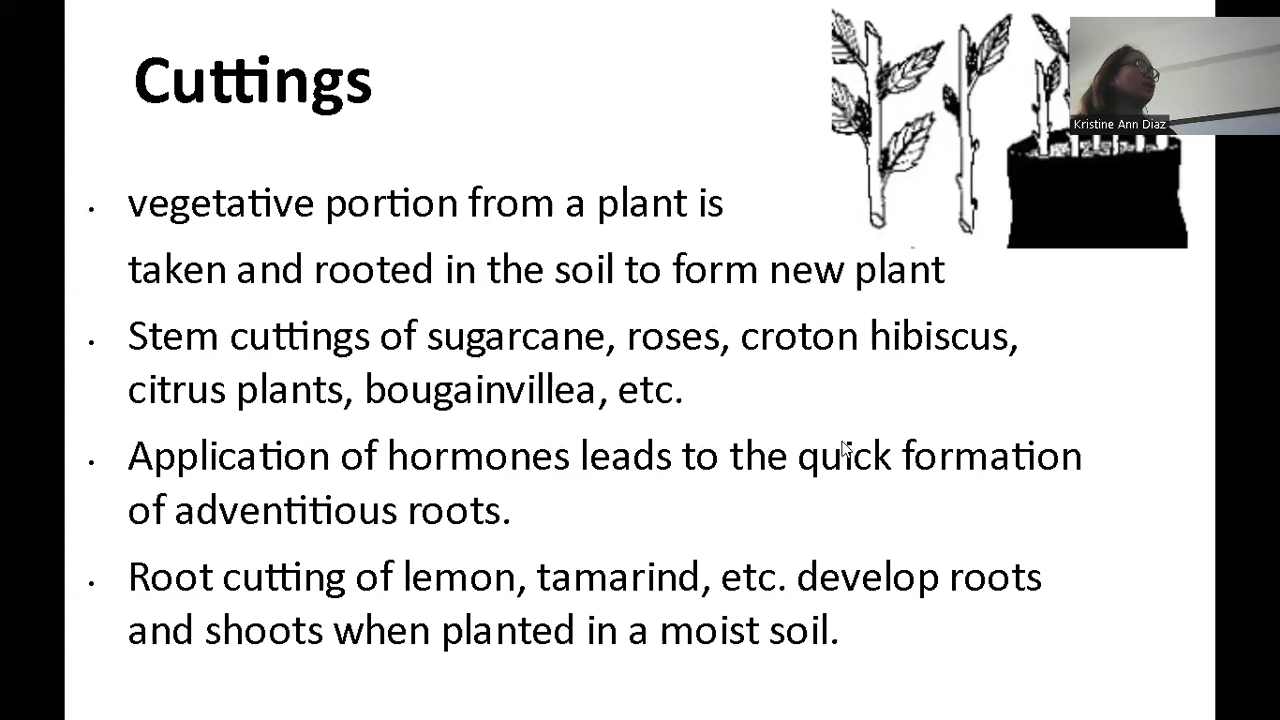 Cuttings
Kristine Ann Diaz
• vegetative portion from a plant is
taken and rooted in the soil to form new plant
• Stem cuttings of sugarcane, roses, croton hibiscus,
citrus plants, bougainvillea, etc.
• Application of hormones leads to the quick formation
of adventitious roots.
• Root cutting of lemon, tamarind, etc. develop roots
and shoots when planted in a moist soil.